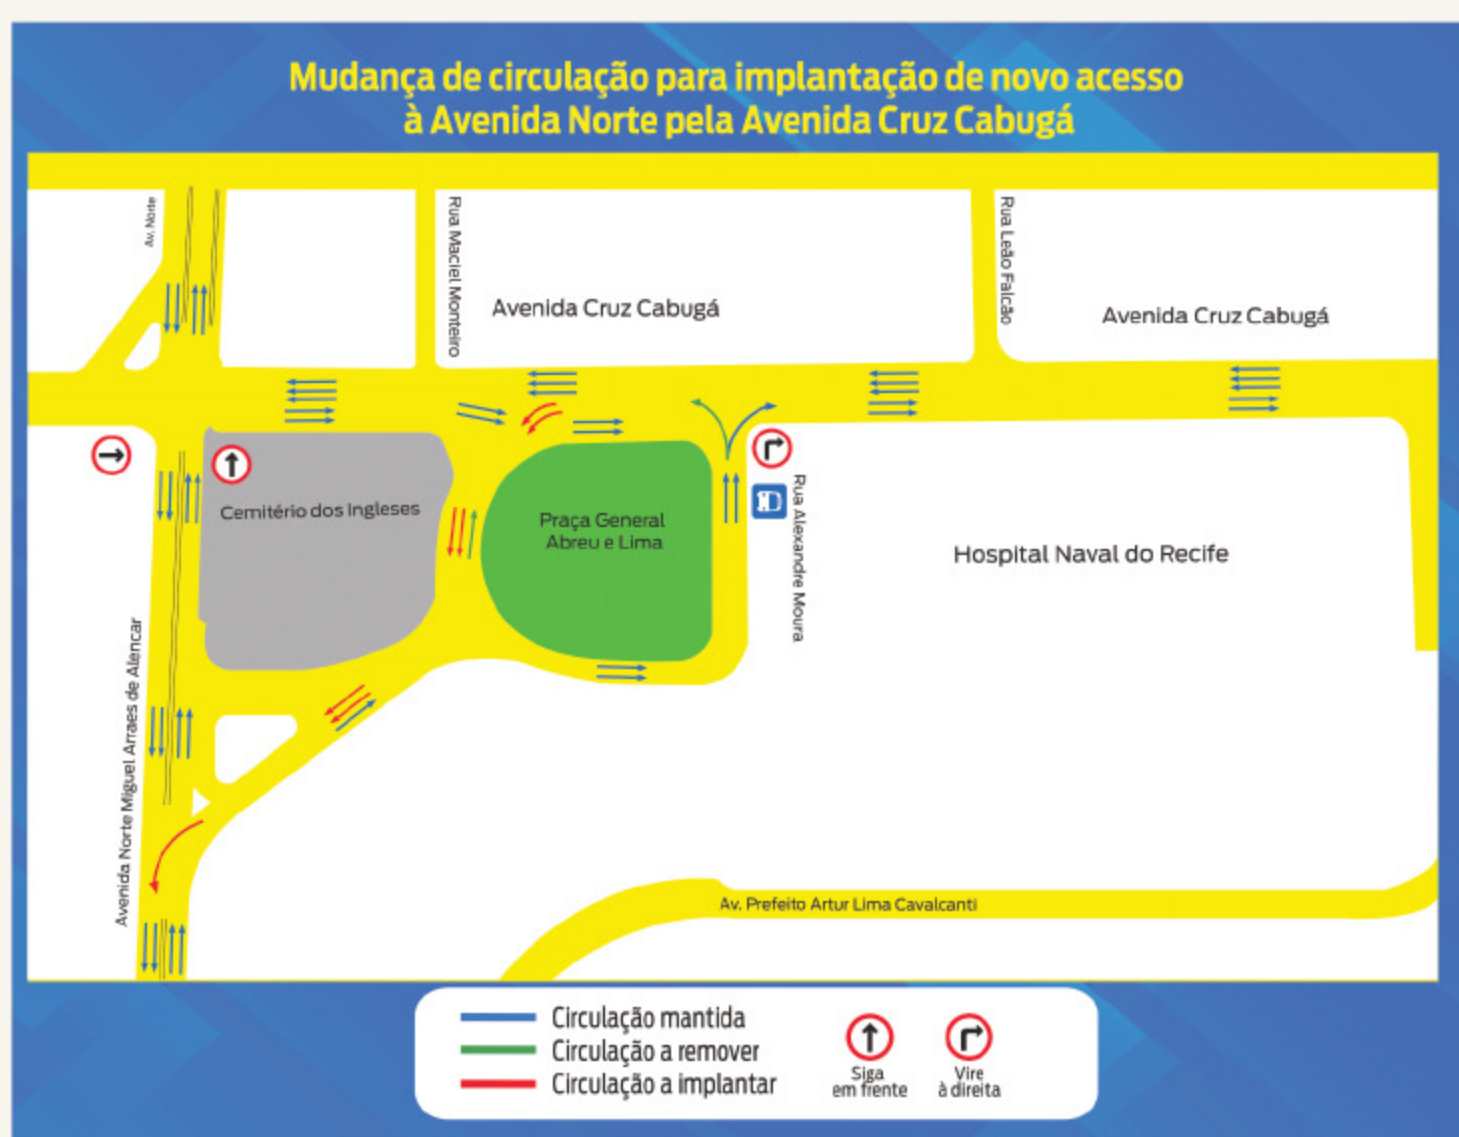 Mudança de circulação para implantação de novo acesso
à Avenida Norte pela Avenida Cruz Cabugá
Av. Norte
Rua Maciel Monteiro
Avenida Cruz Cabugá
Rua Leão Falcão
Avenida Cruz Cabugá
Cemitério dos Ingleses
Praça General
Abreu e Lima
Rua Alexandre Moura
Hospital Naval do Recife
Avenida Norte Miguel Arraes de Alencar
Av. Prefeito Artur Lima Cavalcanti
Circulação mantida
Circulação a remover
Circulação a implantar
Siga
em frente
Vire
à direita